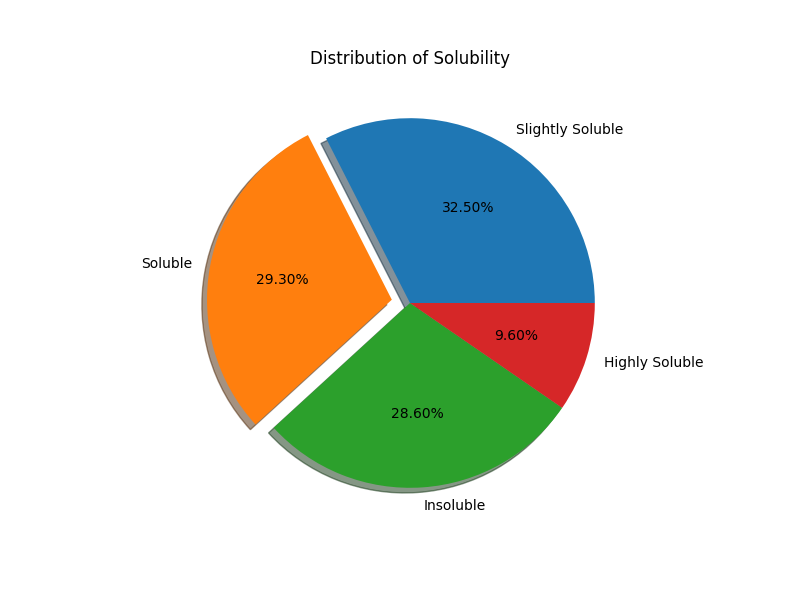 Distribution of Solubility
Slightly Soluble
32.50%
Soluble
29.30%
Highly Soluble
9.60%
Insoluble
28.60%